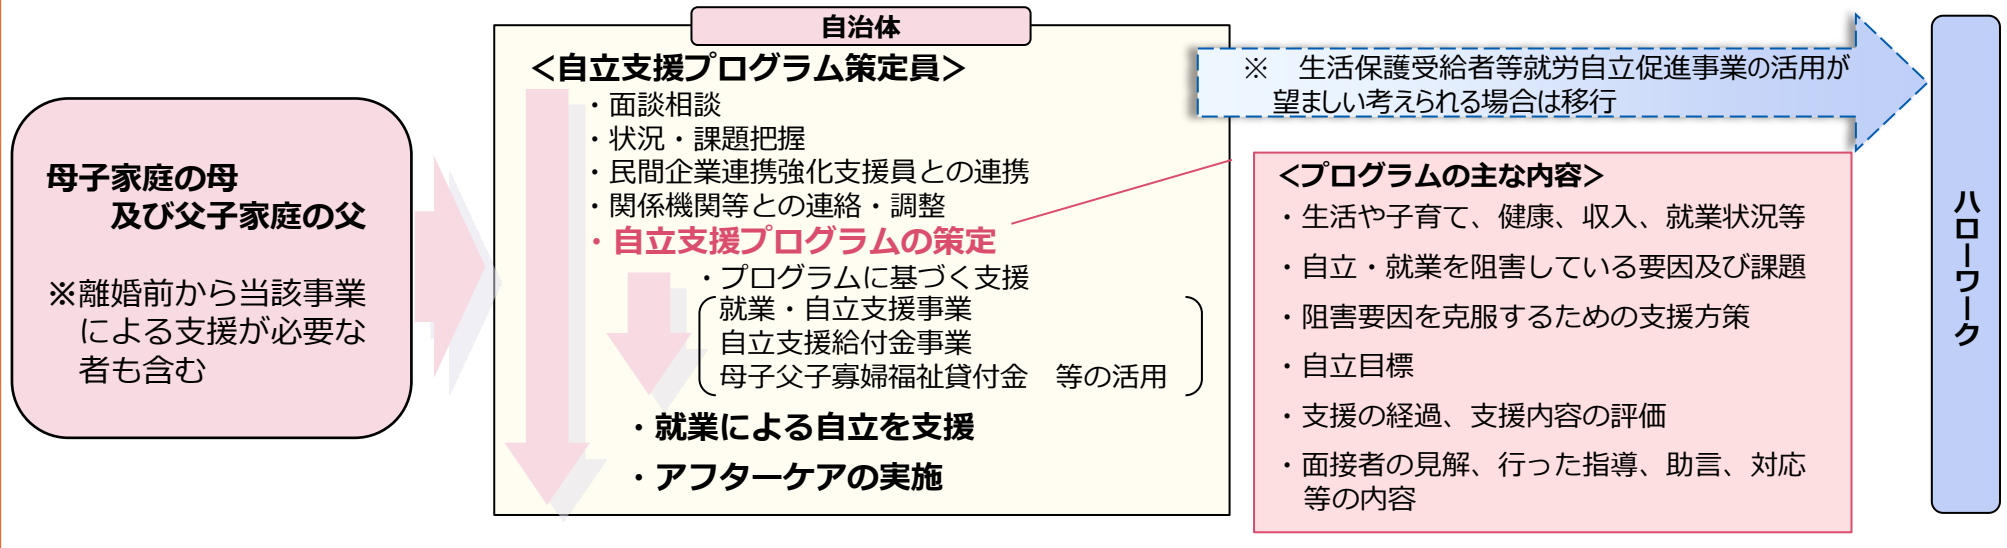 母子家庭の母
及び父子家庭の父
※離婚前から当該事業
による支援が必要な
者も含む
自治体
＜自立支援プログラム策定員＞
・面談相談
・状況・課題把握
・民間企業連携強化支援員との連携
・関係機関等との連絡・調整
・自立支援プログラムの策定
・プログラムに基づく支援
就業・自立支援事業
自立支援給付金事業
母子父子寡婦福祉貸付金　等の活用
・就業による自立を支援
・アフターケアの実施
※　生活保護受給者等就労自立促進事業の活用が
望ましい考えられる場合は移行
＜プログラムの主な内容＞
・生活や子育て、健康、収入、就業状況等
・自立・就業を阻害している要因及び課題
・阻害要因を克服するための支援方策
・自立目標
・支援の経過、支援内容の評価
・面接者の見解、行った指導、助言、対応
等の内容
ハローワーク